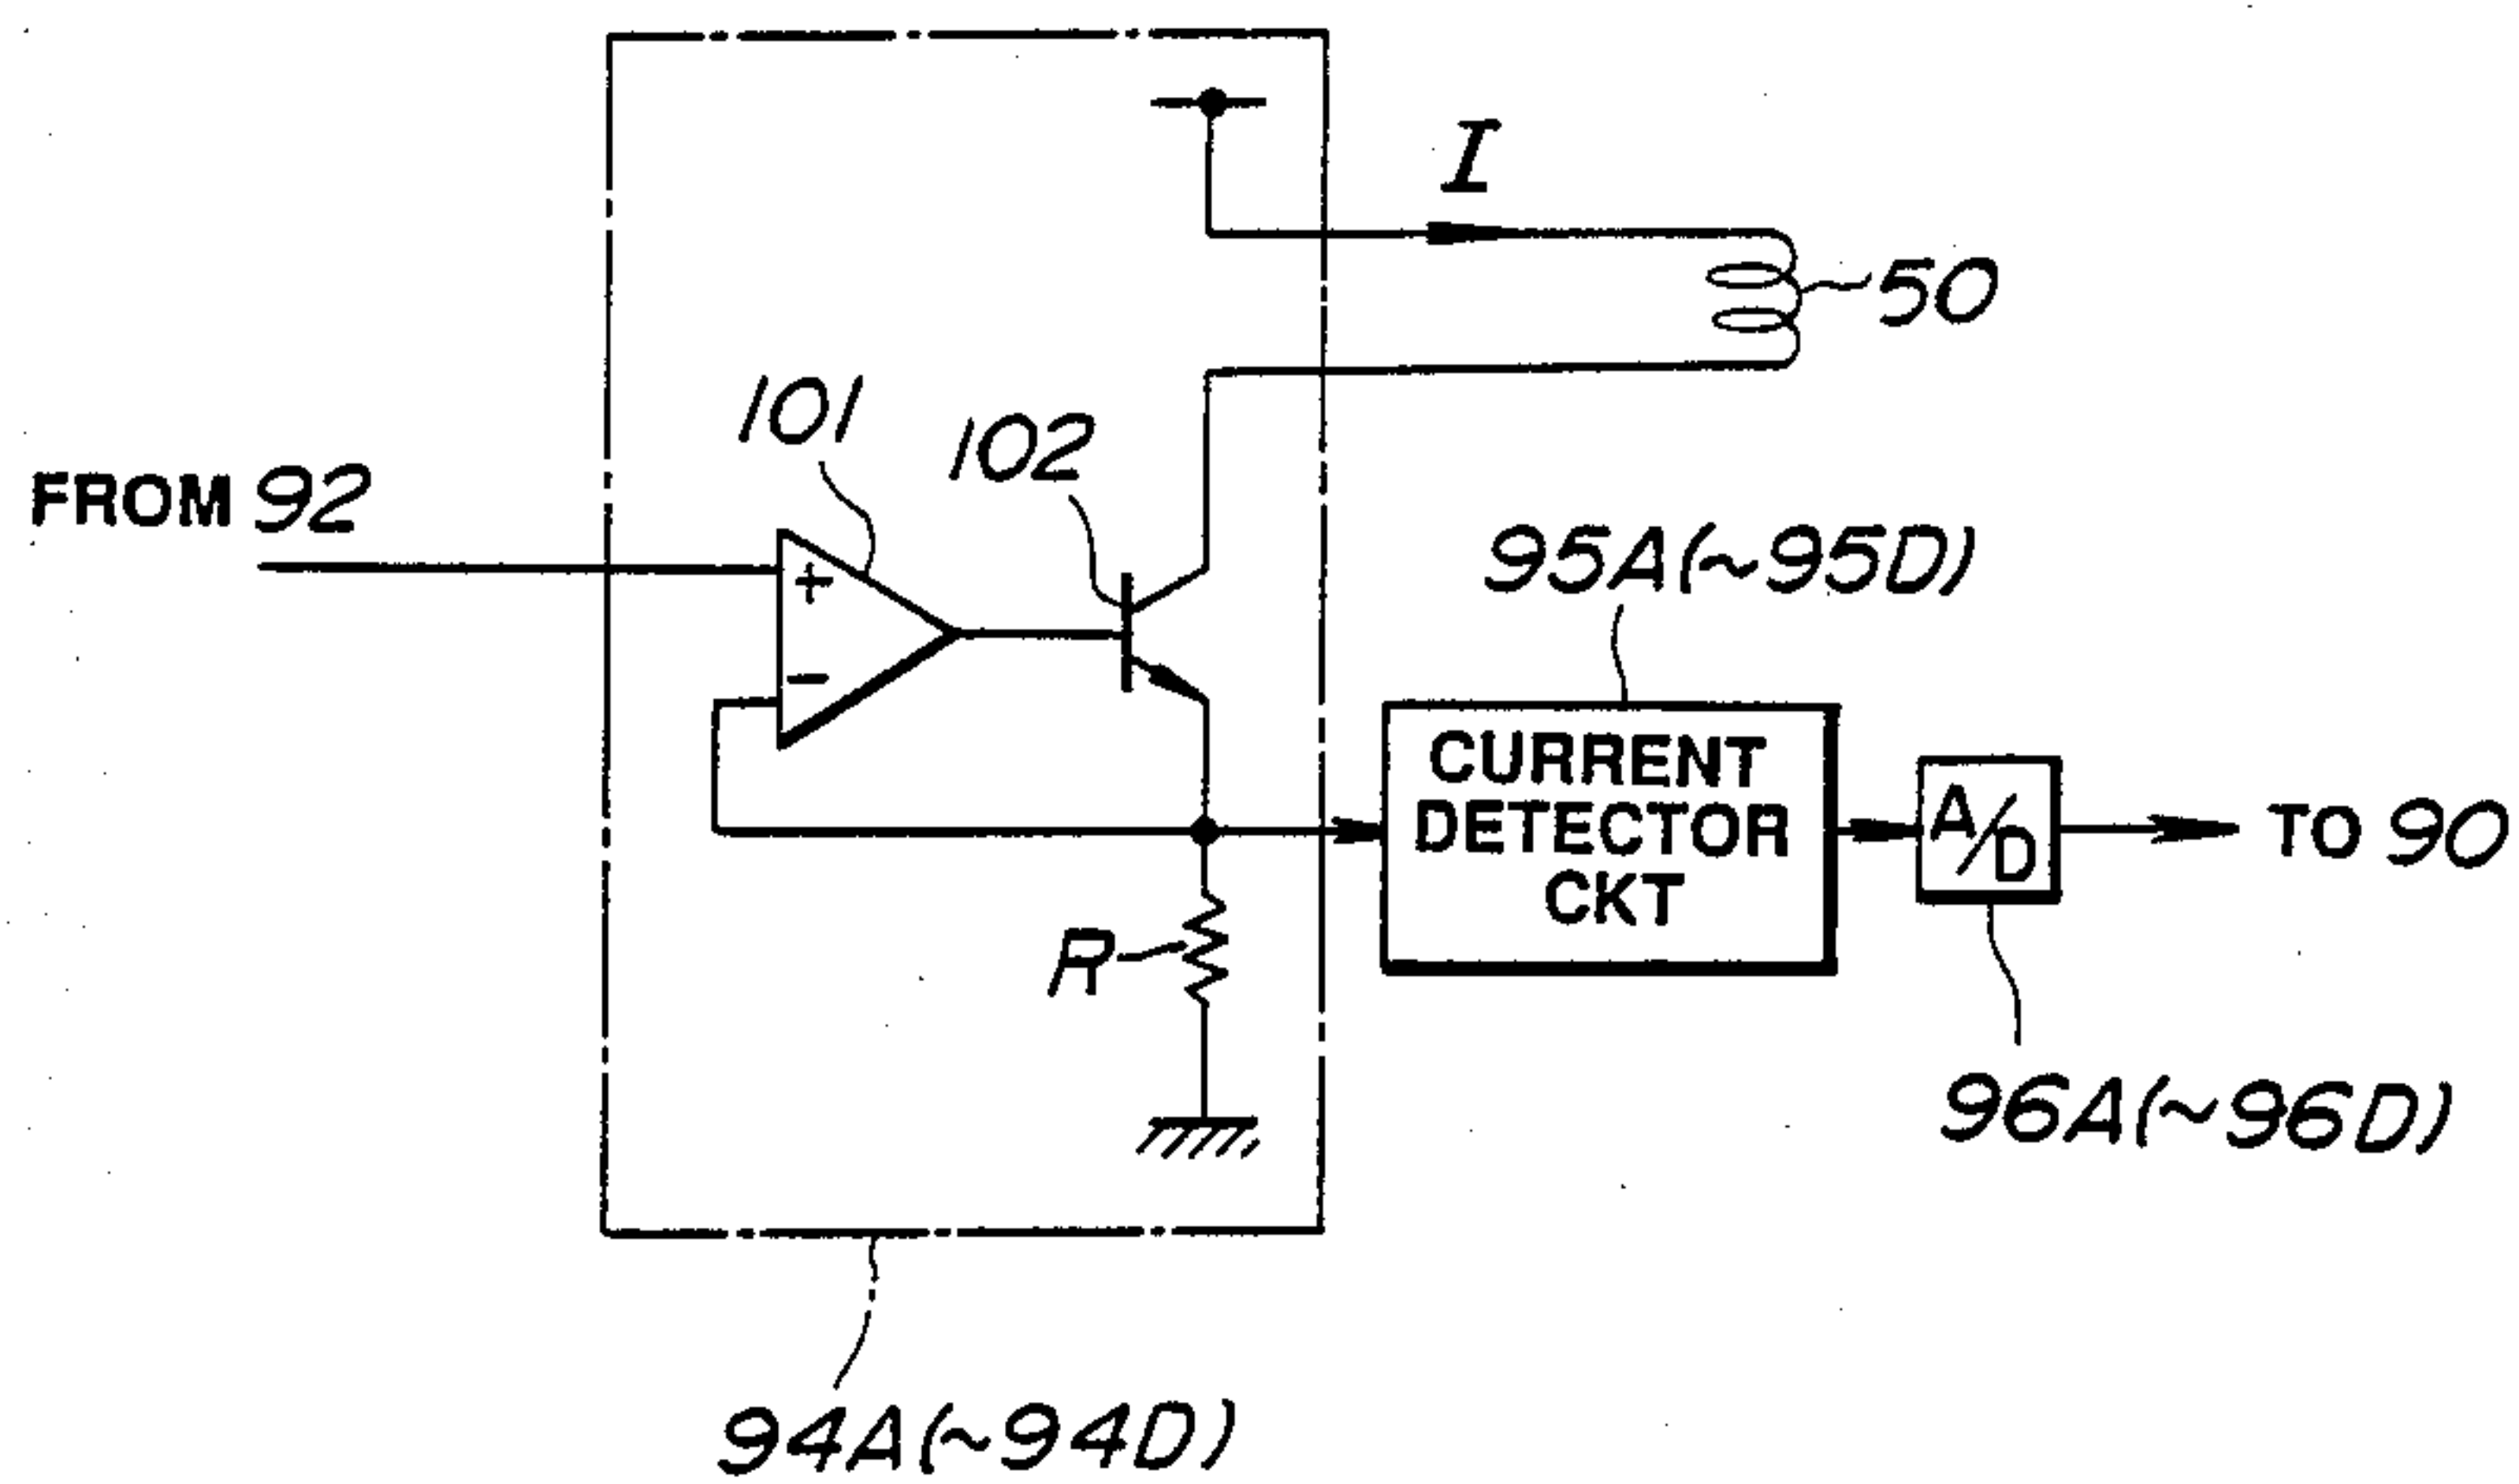 I
50
101
102
FROM 92
+
−
95A(~95D)
CURRENT
DETECTOR
CKT
A/D
TO 90
R
96A(~96D)
94A(~94D)